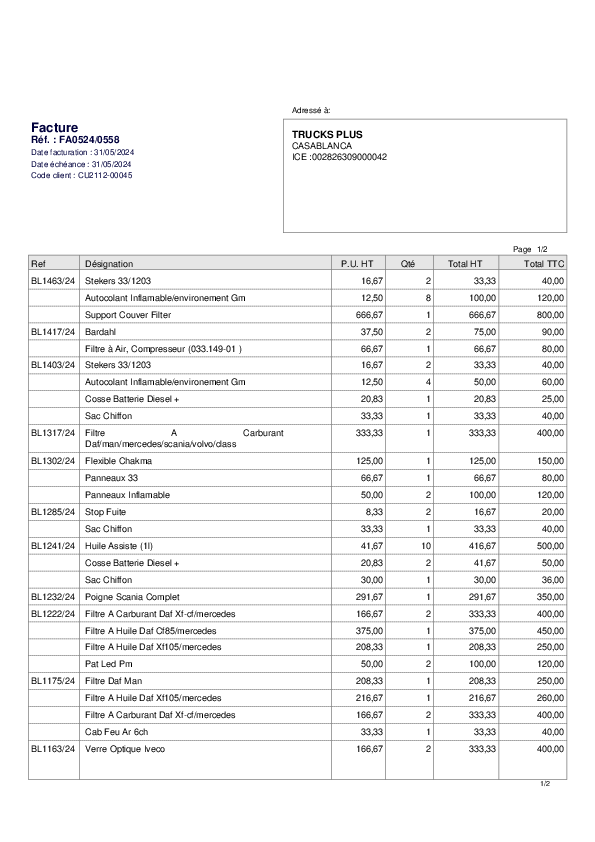 Adressé à:
Facture
Réf. : FA0524/0558
Date facturation : 31/05/2024
Date échéance : 31/05/2024
Code client : CU2112-00045
TRUCKS PLUS
CASABLANCA
ICE :002826309000042
Page 1/2
Ref Désignation P.U. HT Qté Total HT Total TTC
BL1463/24 Stekers 33/1203 16,67 2 33,33 40,00
Autocolant Inflamable/environement Gm 12,50 8 100,00 120,00
Support Couver Filter 666,67 1 666,67 800,00
BL1417/24 Bardahl 37,50 2 75,00 90,00
Filtre à Air, Compresseur (033.149-01 ) 66,67 1 66,67 80,00
BL1403/24 Stekers 33/1203 16,67 2 33,33 40,00
Autocolant Inflamable/environement Gm 12,50 4 50,00 60,00
Cosse Batterie Diesel + 20,83 1 20,83 25,00
Sac Chiffon 33,33 1 33,33 40,00
BL1317/24 Filtre A Carburant 333,33 1 333,33 400,00
Daf/man/mercedes/scania/volvo/class
BL1302/24 Flexible Chakma 125,00 1 125,00 150,00
Panneaux 33 66,67 1 66,67 80,00
Panneaux Inflamable 50,00 2 100,00 120,00
BL1285/24 Stop Fuite 8,33 2 16,67 20,00
Sac Chiffon 33,33 1 33,33 40,00
BL1241/24 Huile Assiste (1l) 41,67 10 416,67 500,00
Cosse Batterie Diesel + 20,83 2 41,67 50,00
Sac Chiffon 30,00 1 30,00 36,00
BL1232/24 Poigne Scania Complet 291,67 1 291,67 350,00
BL1222/24 Filtre A Carburant Daf Xf-cf/mercedes 166,67 2 333,33 400,00
Filtre A Huile Daf Cf85/mercedes 375,00 1 375,00 450,00
Filtre A Huile Daf Xf105/mercedes 208,33 1 208,33 250,00
Pat Led Pm 50,00 2 100,00 120,00
BL1175/24 Filtre Daf Man 208,33 1 208,33 250,00
Filtre A Huile Daf Xf105/mercedes 216,67 1 216,67 260,00
Filtre A Carburant Daf Xf-cf/mercedes 166,67 2 333,33 400,00
Cab Feu Ar 6ch 33,33 1 33,33 40,00
BL1163/24 Verre Optique Iveco 166,67 2 333,33 400,00
1/2